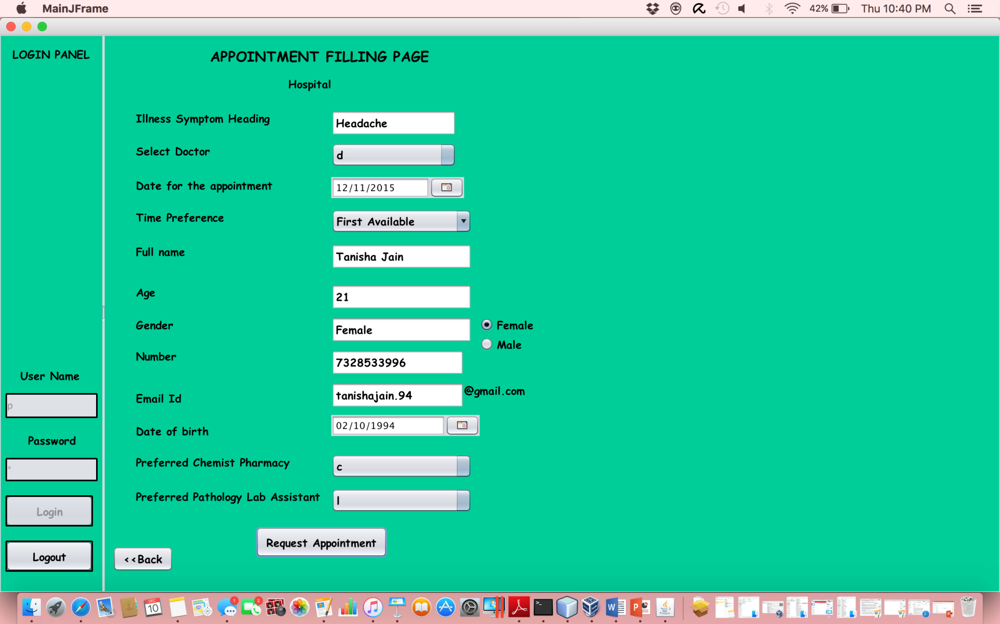 MainJFrame
42%
Thu 10:40 PM
LOGIN PANEL
APPOINTMENT FILLING PAGE
Hospital
Illness Symptom Heading
Headache
Select Doctor
d
Date for the appointment
12/11/2015
Time Preference
First Available
Full name
Tanisha Jain
Age
21
Gender
Female
Female
Male
Number
7328533996
User Name
p
Email Id
tanishajain.94
@gmail.com
Date of birth
02/10/1994
Password
*
Preferred Chemist Pharmacy
c
Preferred Pathology Lab Assistant
l
Login
Request Appointment
Logout
<<Back
DEC
10
1
2
W
P